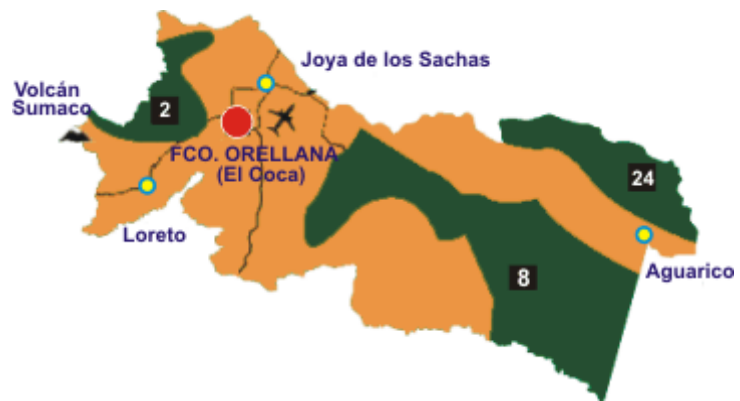 Joya de los Sachas
Volcán
Sumaco
2
FCO. ORELLANA
(El Coca)
24
Loreto
8
Aguarico